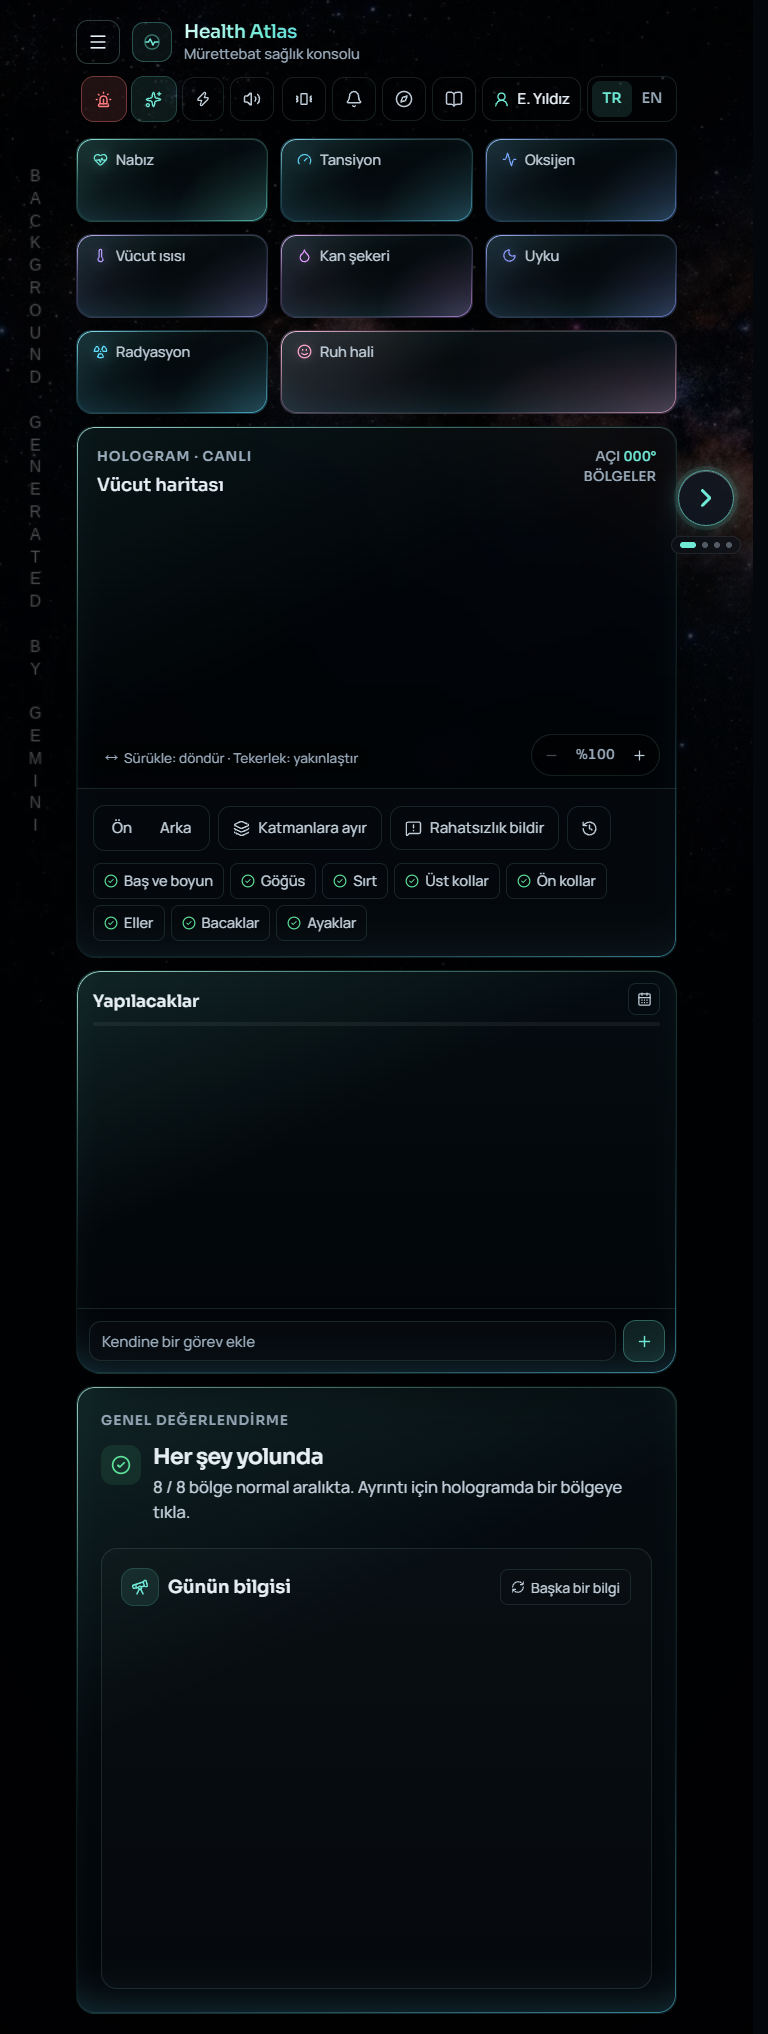 Health Atlas
Mürettebat sağlık konsolu
E. Yıldız
TR
EN
Nabız
Tansiyon
Oksijen
Vücut ısısı
Kan şekeri
Uyku
Radyasyon
Ruh hali
HOLOGRAM · CANLI
AÇI 000°
BÖLGELER
Vücut haritası
↔ Sürükle: döndür · Tekerlek: yakınlaştır
− %100 +
Ön
Arka
Katmanlara ayır
Rahatsızlık bildir
Baş ve boyun
Göğüs
Sırt
Üst kollar
Ön kollar
Eller
Bacaklar
Ayaklar
Yapılacaklar
Kendine bir görev ekle
+
GENEL DEĞERLENDİRME
Her şey yolunda
8 / 8 bölge normal aralıkta. Ayrıntı için hologramda bir bölgeye
tıkla.
Günün bilgisi
Başka bir bilgi
BACKGROUND GENERATED BY GEMINI